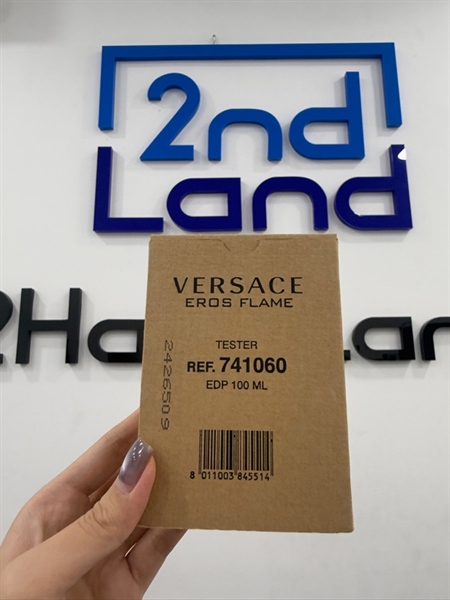 2nd
Land
VERSACE
EROS FLAME
TESTER
REF. 741060
EDP 100 ML
2426509
8 011003 845514